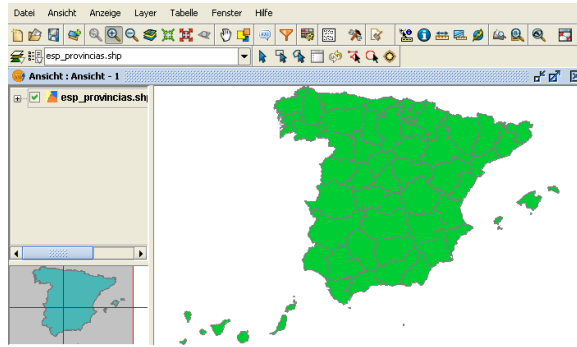 Datei Ansicht Anzeige Layer Tabelle Fenster Hilfe
esp_provincias.shp
Ansicht : Ansicht - 1
esp_provincias.shp